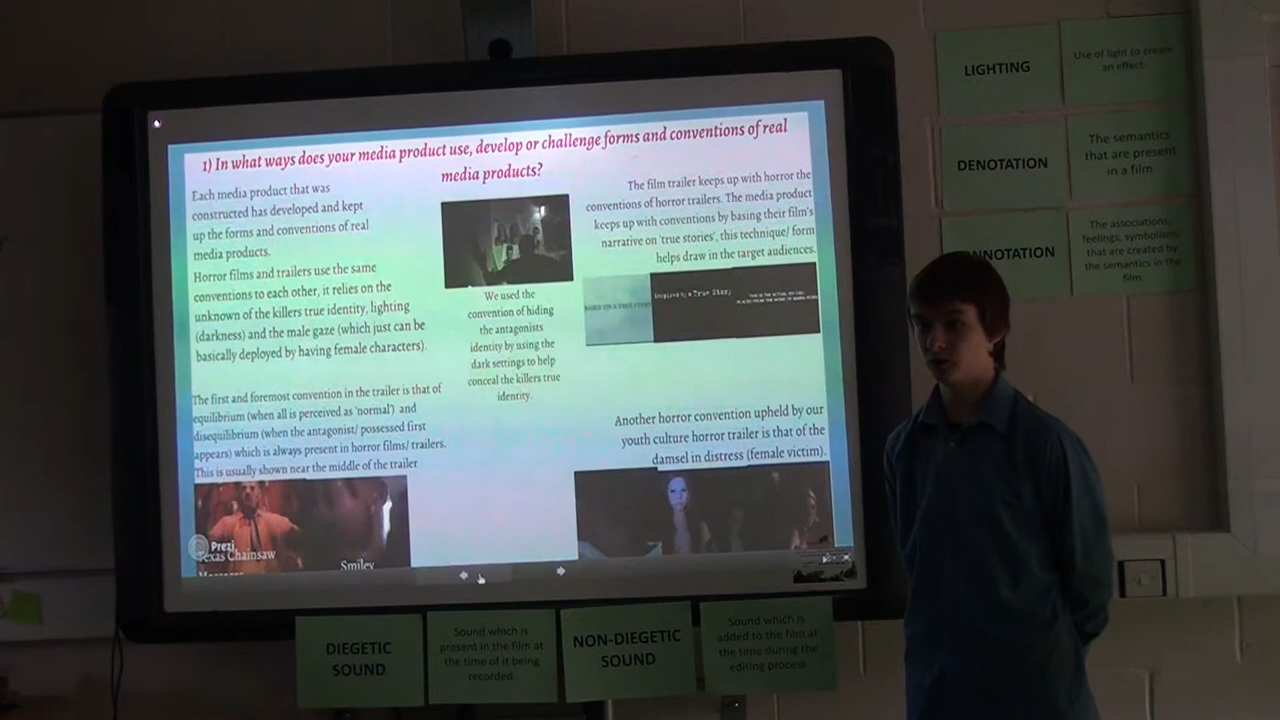 1) In what ways does your media product use, develop or challenge forms and conventions of real
media products?
Each media product that was
constructed has developed and kept
up the forms and conventions of real
media products.
Horror films and trailers use the same
conventions to each other, it relies on the
unknown of the killers true identity, lighting
(darkness) and the male gaze (which just can be
basically deployed by having female characters).
The first and foremost convention in the trailer is that of
equilibrium (when all is perceived as 'normal') and
disequilibrium (when the antagonist/ possessed first
appears) which is always present in horror films/ trailers.
This is usually shown near the middle of the trailer
Prezi
Texas Chainsaw
Smiley
We used the
convention of hiding
the antagonists
identity by using the
dark settings to help
conceal the killers true
identity.
The film trailer keeps up with horror the
conventions of horror trailers. The media product
keeps up with conventions by basing their film's
narrative on 'true stories', this technique/ form
helps draw in the target audiences.
BASED ON A TRUE STORY
Inspired by a True Story
THIS IS THE ACTUAL 911 CALL
Another horror convention upheld by our
youth culture horror trailer is that of the
damsel in distress (female victim).
LIGHTING
Use of light to create
an effect
DENOTATION
The semantics
that are present
in a film
NNOTATION
The associations,
feelings, symbolism
that are created by
the semantics in the
film
DIEGETIC
SOUND
Sound which is
present in the film at
the time of it being
recorded.
NON-DIEGETIC
SOUND
Sound which is
added to the film at
the time during the
editing process